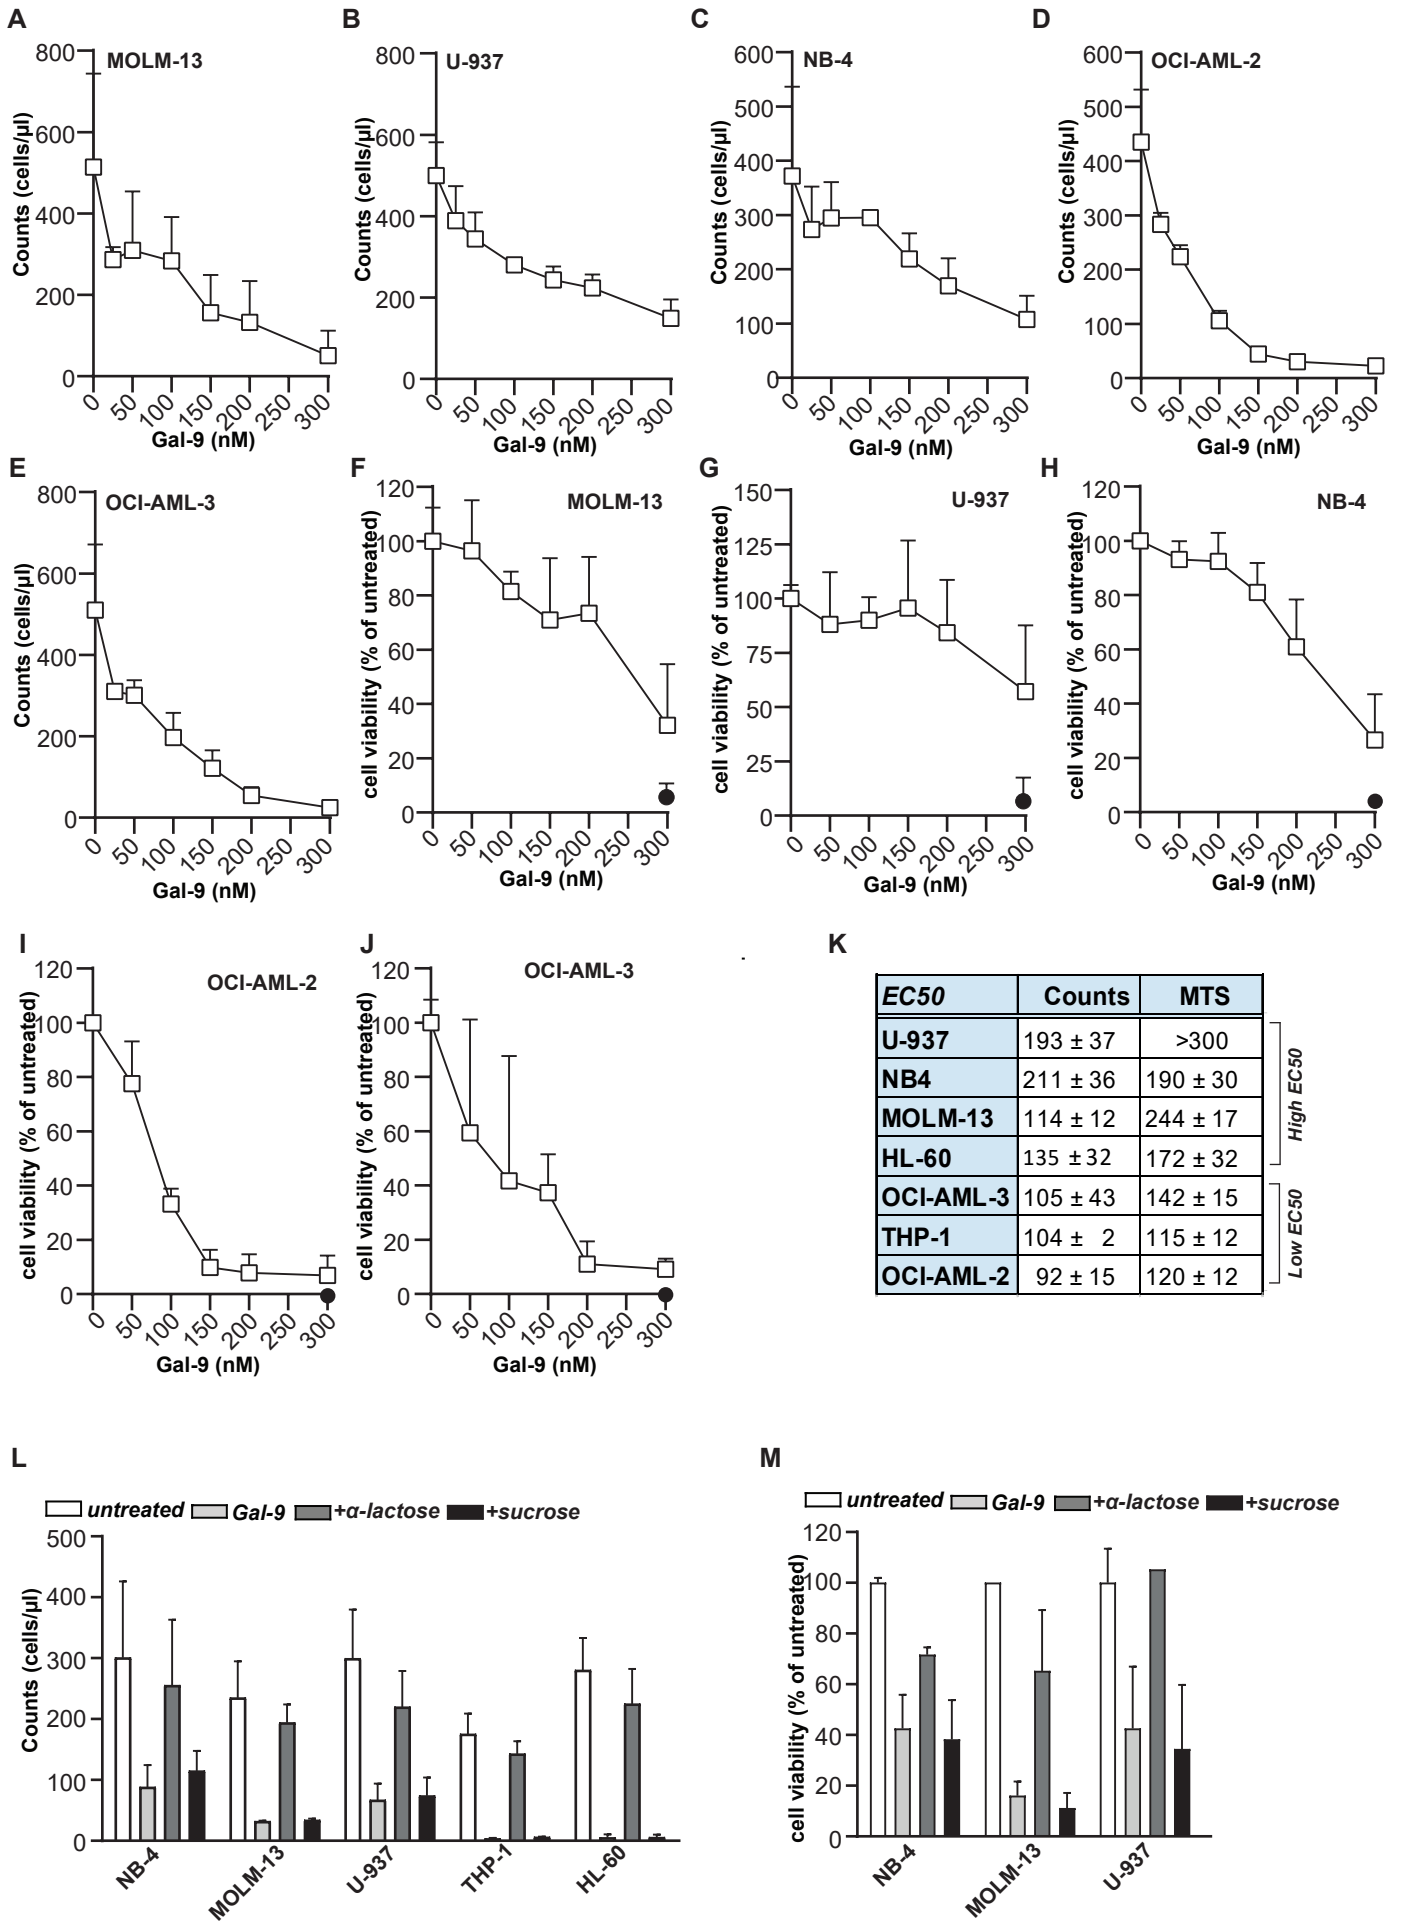 A
B
C
D
MOLM-13
U-937
NB-4
OCI-AML-2
Counts (cells/µl)
800
600
400
200
0
0 50 100 150 200 250 300
Gal-9 (nM)
Counts (cells/µl)
800
600
400
200
0
0 50 100 150 200 250 300
Gal-9 (nM)
Counts (cells/µl)
600
500
400
300
200
100
0
0 50 100 150 200 250 300
Gal-9 (nM)
Counts (cells/µl)
600
500
400
300
200
100
0
0 50 100 150 200 250 300
Gal-9 (nM)
E
F
G
H
OCI-AML-3
MOLM-13
U-937
NB-4
Counts (cells/µl)
800
600
400
200
0
0 50 100 150 200 250 300
Gal-9 (nM)
cell viability (% of untreated)
120
100
80
60
40
20
0
0 50 100 150 200 250 300
Gal-9 (nM)
cell viability (% of untreated)
150
125
100
75
50
25
0
0 50 100 150 200 250 300
Gal-9 (nM)
cell viability (% of untreated)
120
100
80
60
40
20
0
0 50 100 150 200 250 300
Gal-9 (nM)
I
J
K
OCI-AML-2
OCI-AML-3
cell viability (% of untreated)
120
100
80
60
40
20
0
0 50 100 150 200 250 300
Gal-9 (nM)
cell viability (% of untreated)
120
100
80
60
40
20
0
0 50 100 150 200 250 300
Gal-9 (nM)
EC50 Counts MTS
U-937 193 ± 37 >300
NB4 211 ± 36 190 ± 30
MOLM-13 114 ± 12 244 ± 17
HL-60 135 ± 32 172 ± 32
OCI-AML-3 105 ± 43 142 ± 15
THP-1 104 ± 2 115 ± 12
OCI-AML-2 92 ± 15 120 ± 12
High EC50
Low EC50
L
untreated Gal-9 +α-lactose +sucrose
Counts (cells/µl)
500
400
300
200
100
0
NB-4 MOLM-13 U-937 THP-1 HL-60
M
untreated Gal-9 +α-lactose +sucrose
cell viability (% of untreated)
120
100
80
60
40
20
0
NB-4 MOLM-13 U-937